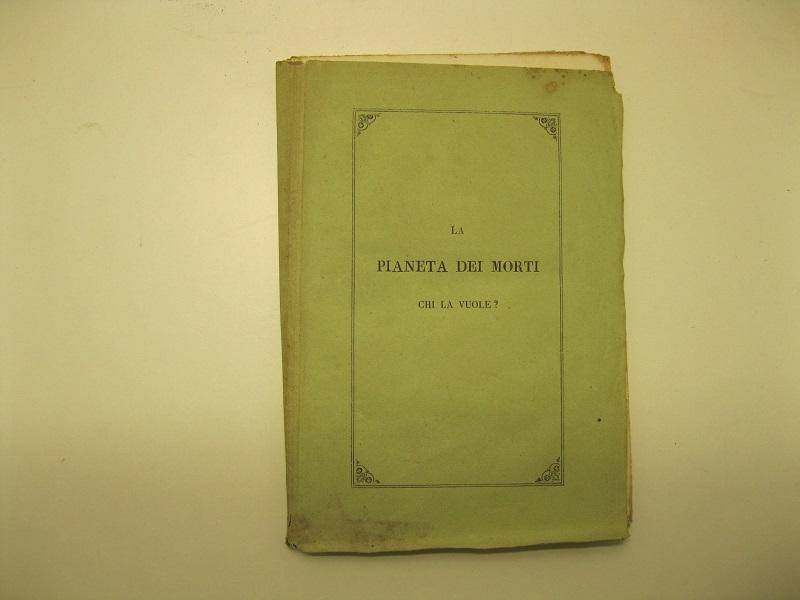 LA
PIANETA DEI MORTI
CHI LA VUOLE?